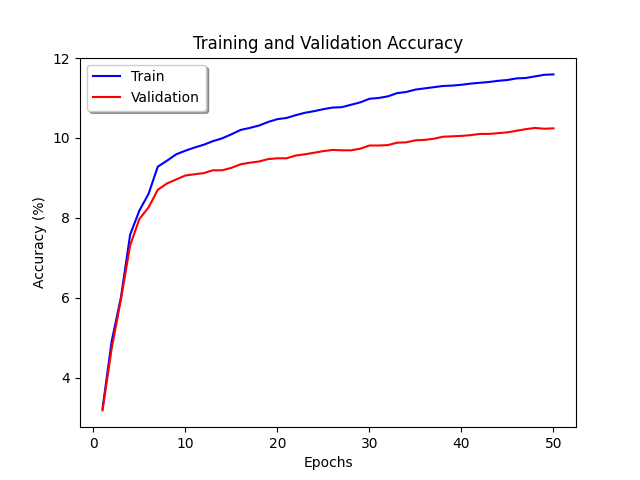 Training and Validation Accuracy
Train
Validation
12
10
8
6
4
Accuracy (%)
0 10 20 30 40 50
Epochs